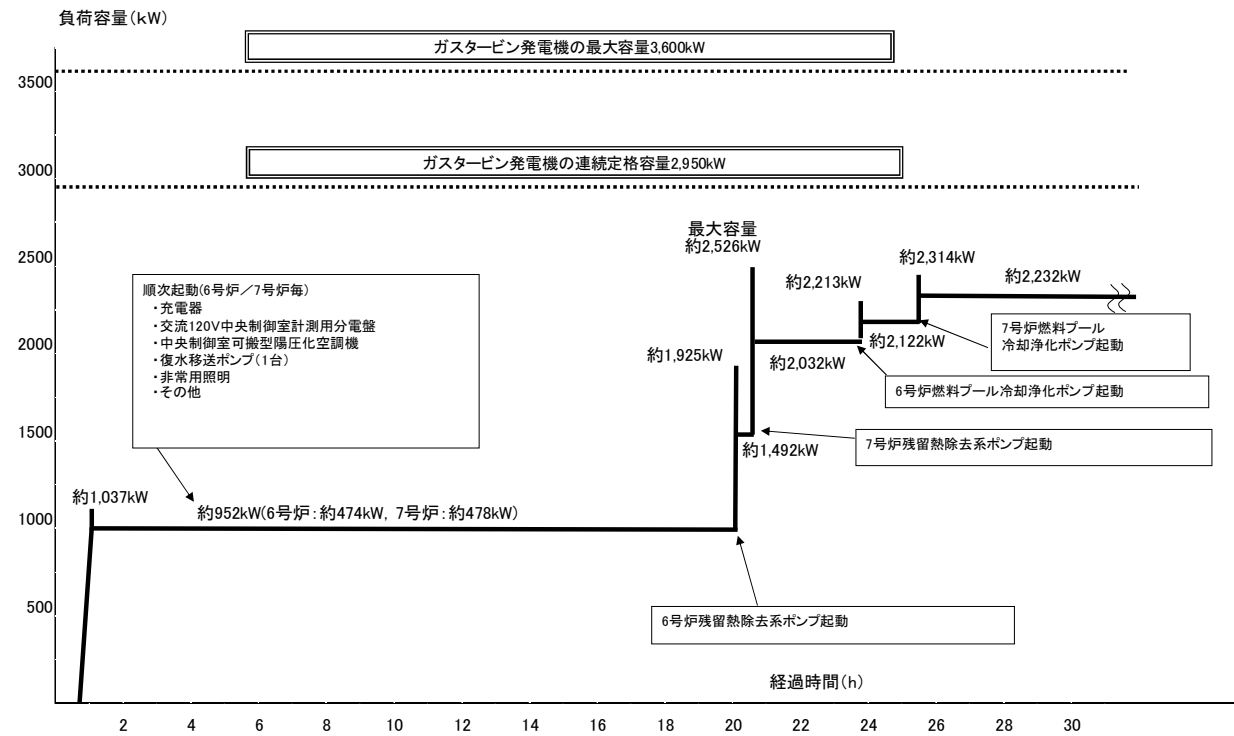 負荷容量(kW)
ガスタービン発電機の最大容量3,600kW
3500
ガスタービン発電機の連続定格容量2,950kW
3000
最大容量
約2,526kW
2500
約2,314kW
約2,213kW
約2,232kW
順次起動(6号炉／7号炉毎)
・充電器
・交流120V中央制御室計測用分電盤
・中央制御室可搬型陽圧化空調機
・復水移送ポンプ(1台)
・非常用照明
・その他
7号炉燃料プール
冷却浄化ポンプ起動
2000
約2,122kW
約1,925kW
約2,032kW
6号炉燃料プール冷却浄化ポンプ起動
1500
約1,492kW
7号炉残留熱除去系ポンプ起動
約1,037kW
1000
約952kW(6号炉:約474kW, 7号炉:約478kW)
500
6号炉残留熱除去系ポンプ起動
経過時間(h)
2 4 6 8 10 12 14 16 18 20 22 24 26 28 30